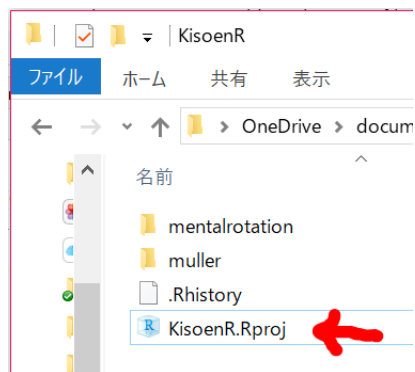 KisoenR
ファイル ホーム 共有 表示
OneDrive docum
名前
mentalrotation
muller
.Rhistory
KisoenR.Rproj